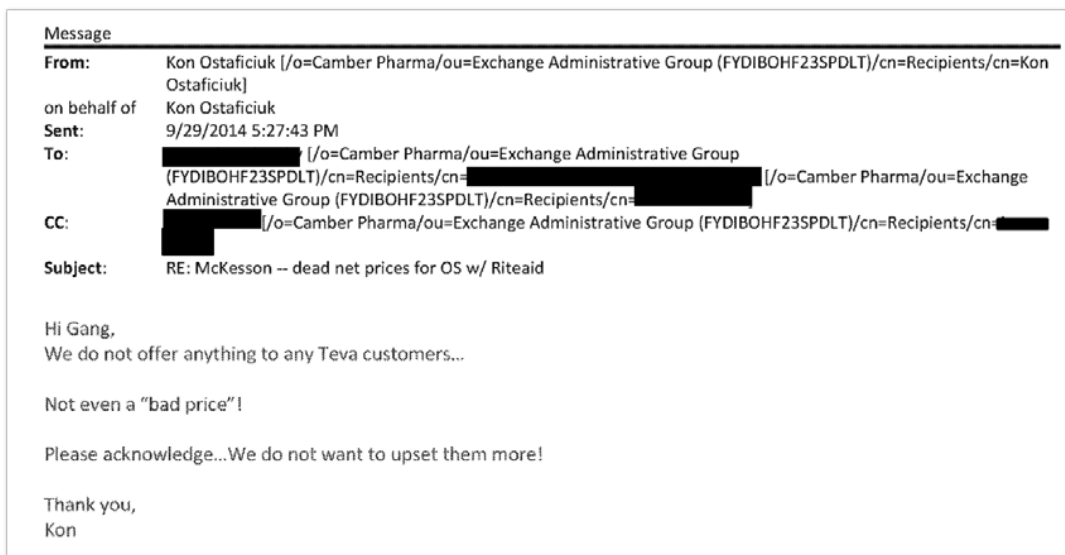 Message
From: Kon Ostaficiuk [/o=Camber Pharma/ou=Exchange Administrative Group (FYDIBOHF23SPDLT)/cn=Recipients/cn=Kon
Ostaficiuk]
on behalf of Kon Ostaficiuk
Sent: 9/29/2014 5:27:43 PM
To: [/o=Camber Pharma/ou=Exchange Administrative Group
(FYDIBOHF23SPDLT)/cn=Recipients/cn= [/o=Camber Pharma/ou=Exchange
Administrative Group (FYDIBOHF23SPDLT)/cn=Recipients/cn=
CC: [/o=Camber Pharma/ou=Exchange Administrative Group (FYDIBOHF23SPDLT)/cn=Recipients/cn=
Subject: RE: McKesson -- dead net prices for OS w/ Riteaid
Hi Gang,
We do not offer anything to any Teva customers...
Not even a “bad price”!
Please acknowledge...We do not want to upset them more!
Thank you,
Kon